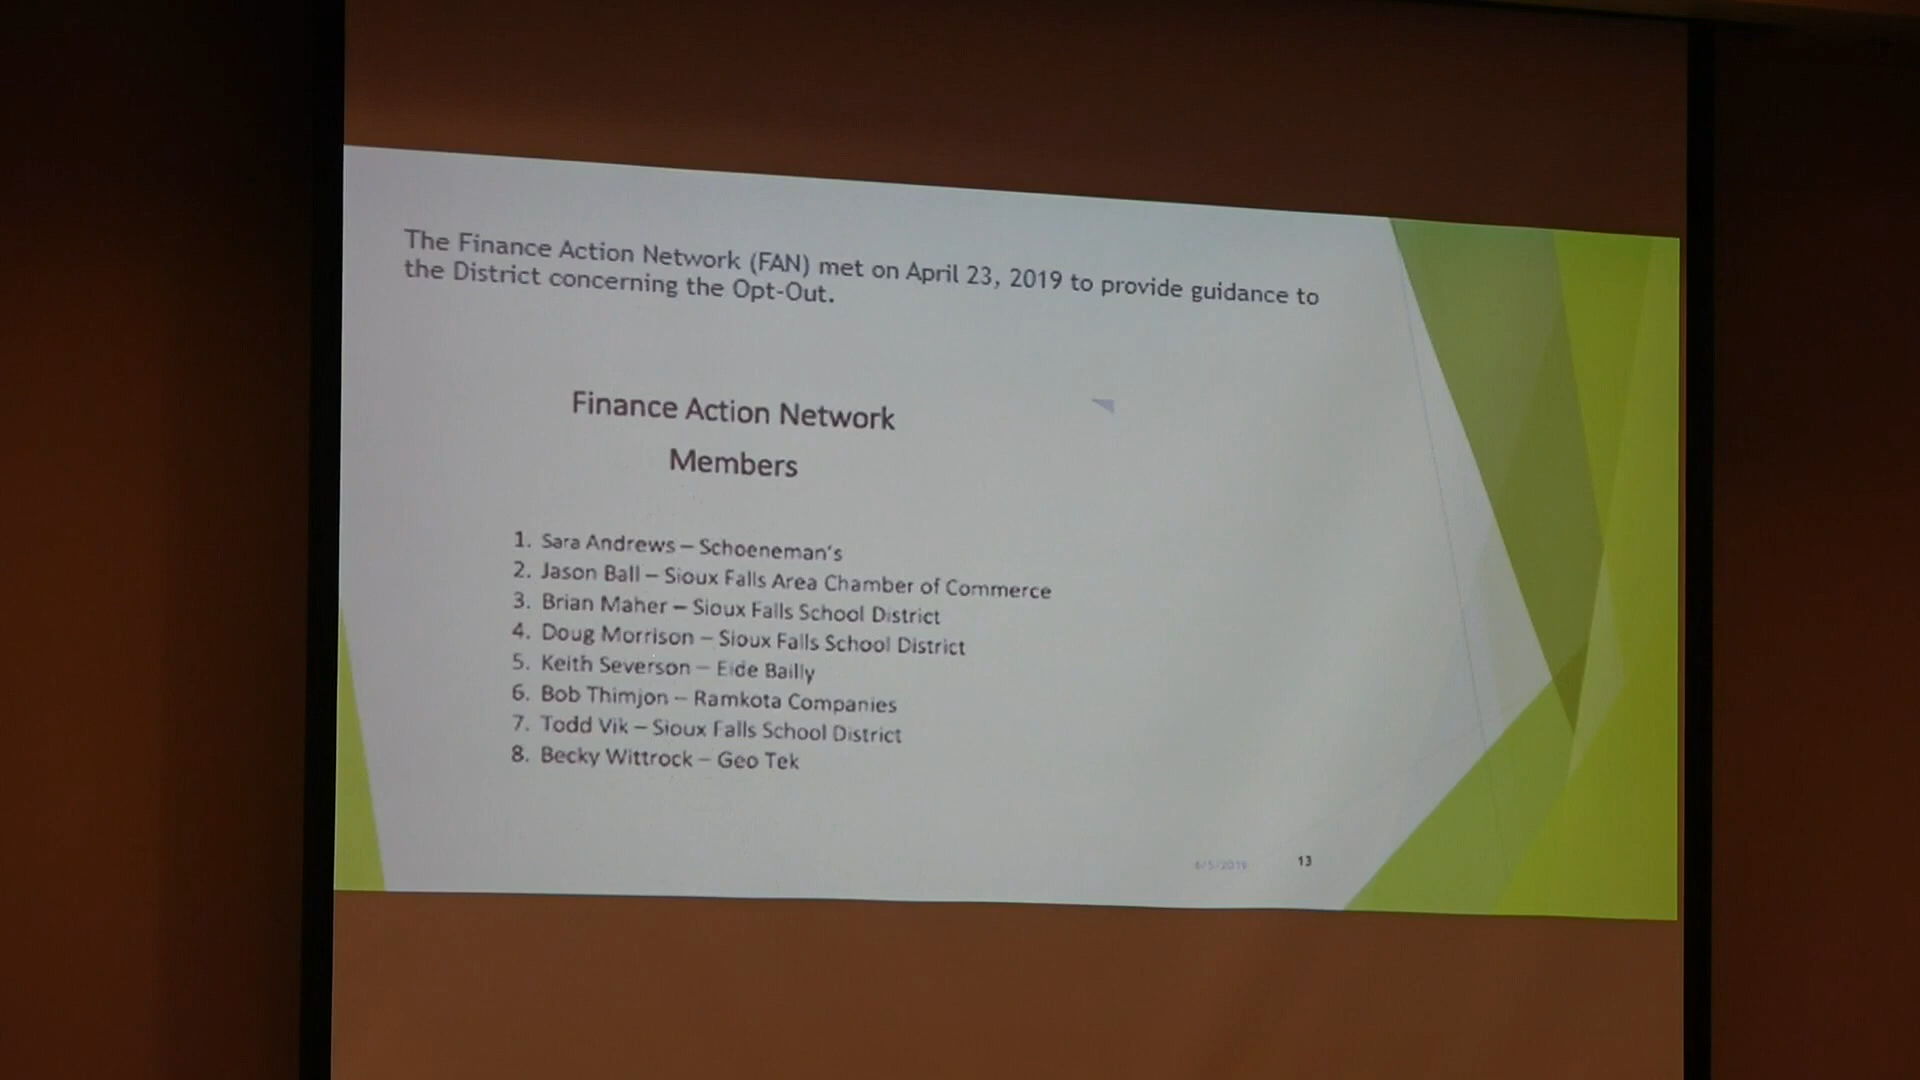 The Finance Action Network (FAN) met on April 23, 2019 to provide guidance to
the District concerning the Opt-Out.
Finance Action Network
Members
1. Sara Andrews – Schoeneman's
2. Jason Ball – Sioux Falls Area Chamber of Commerce
3. Brian Maher – Sioux Falls School District
4. Doug Morrison – Sioux Falls School District
5. Keith Severson – Eide Bailly
6. Bob Thimjon – Ramkota Companies
7. Todd Vik – Sioux Falls School District
8. Becky Wittrock – Geo Tek
6/5/2019
13